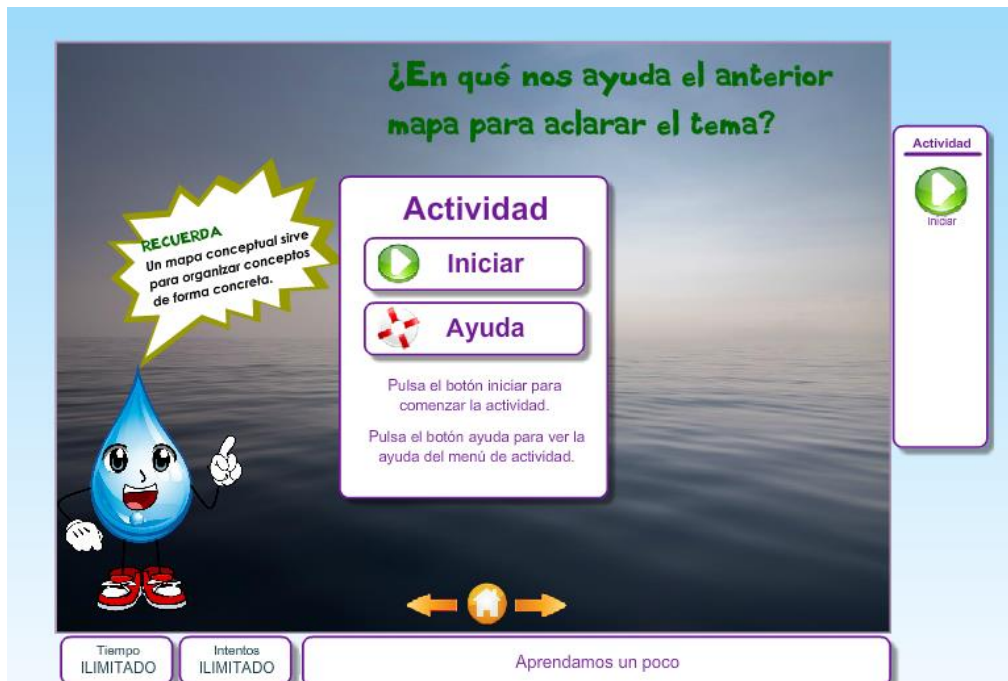 ¿En qué nos ayuda el anterior
mapa para aclarar el tema?
Actividad
Iniciar
RECUERDA
Un mapa conceptual sirve
para organizar conceptos
de forma concreta.
Actividad
Iniciar
Ayuda
Pulsa el botón iniciar para
comenzar la actividad.
Pulsa el botón ayuda para ver la
ayuda del menú de actividad.
Tiempo
ILIMITADO
Intentos
ILIMITADO
Aprendamos un poco